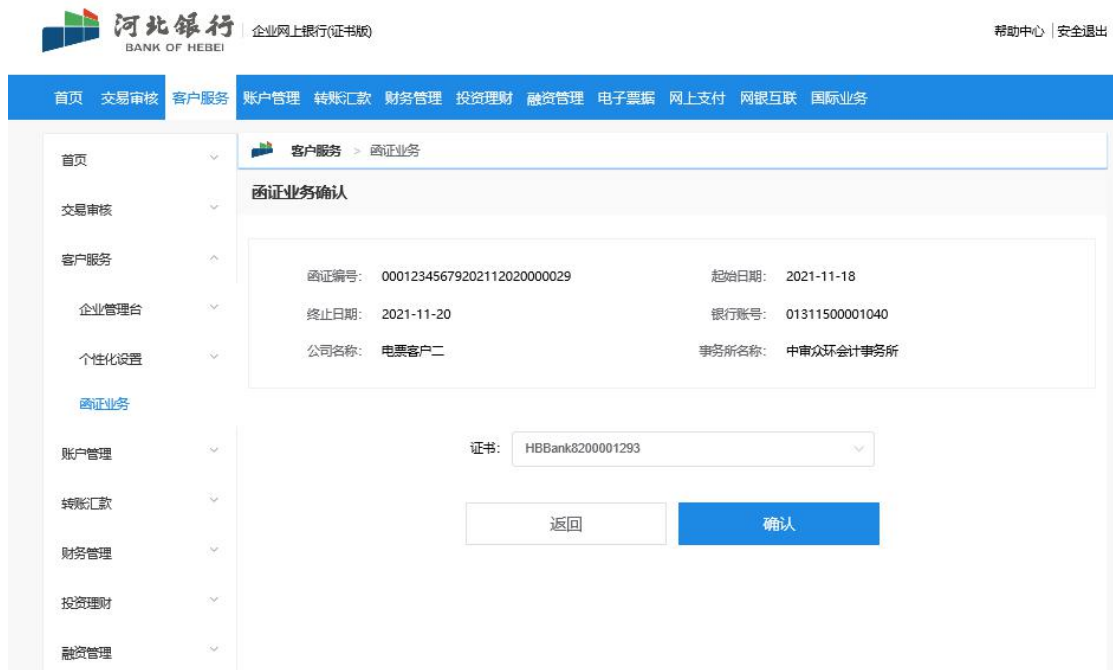 河北银行 企业网上银行(证书版) 帮助中心 | 安全退出
BANK OF HEBEI
首页 交易审核 客户服务 账户管理 转账汇款 财务管理 投资理财 融资管理 电子票据 网上支付 网银互联 国际业务
首页
交易审核
客户服务
企业管理台
个性化设置
函证业务
账户管理
转账汇款
财务管理
投资理财
融资管理
客户服务 > 函证业务
函证业务确认
函证编号: 00012345679202112020000029 起始日期: 2021-11-18
终止日期: 2021-11-20 银行账号: 01311500001040
公司名称: 电票客户二 事务所名称: 中审众环会计事务所
证书: HBBank8200001293
返回 确认